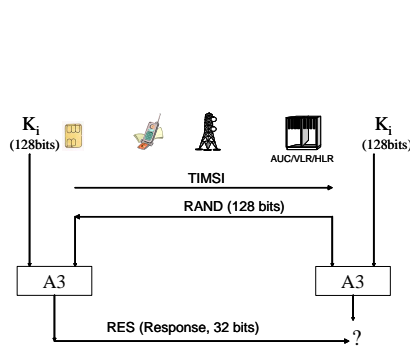 Ki
(128bits)
Ki
(128bits)
AUC/VLR/HLR
TIMSI
RAND (128 bits)
A3
A3
RES (Response, 32 bits)
?